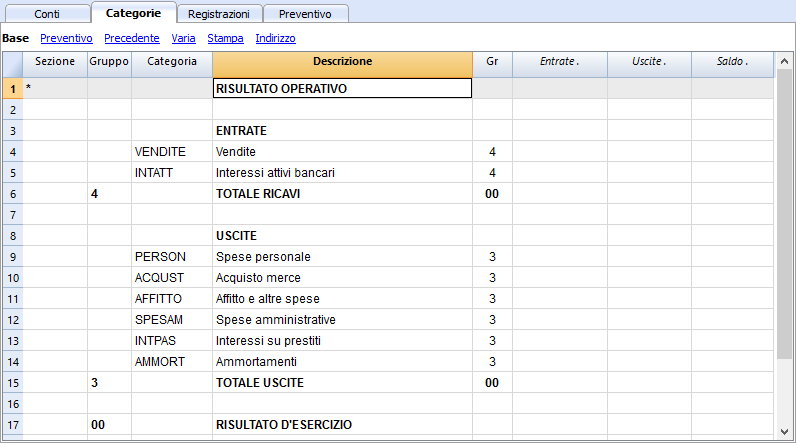 Conti Categorie Registrazioni Preventivo
Base Preventivo Precedente Varia Stampa Indirizzo
Sezione Gruppo Categoria Descrizione Gr Entrate . Uscite . Saldo .
1 * RISULTATO OPERATIVO
2
3 ENTRATE
4 VENDITE Vendite 4
5 INTATT Interessi attivi bancari 4
6 4 TOTALE RICAVI 00
7
8 USCITE
9 PERSON Spese personale 3
10 ACQUST Acquisto merce 3
11 AFFITTO Affitto e altre spese 3
12 SPESAM Spese amministrative 3
13 INTPAS Interessi su prestiti 3
14 AMMORT Ammortamenti 3
15 3 TOTALE USCITE 00
16
17 00 RISULTATO D'ESERCIZIO